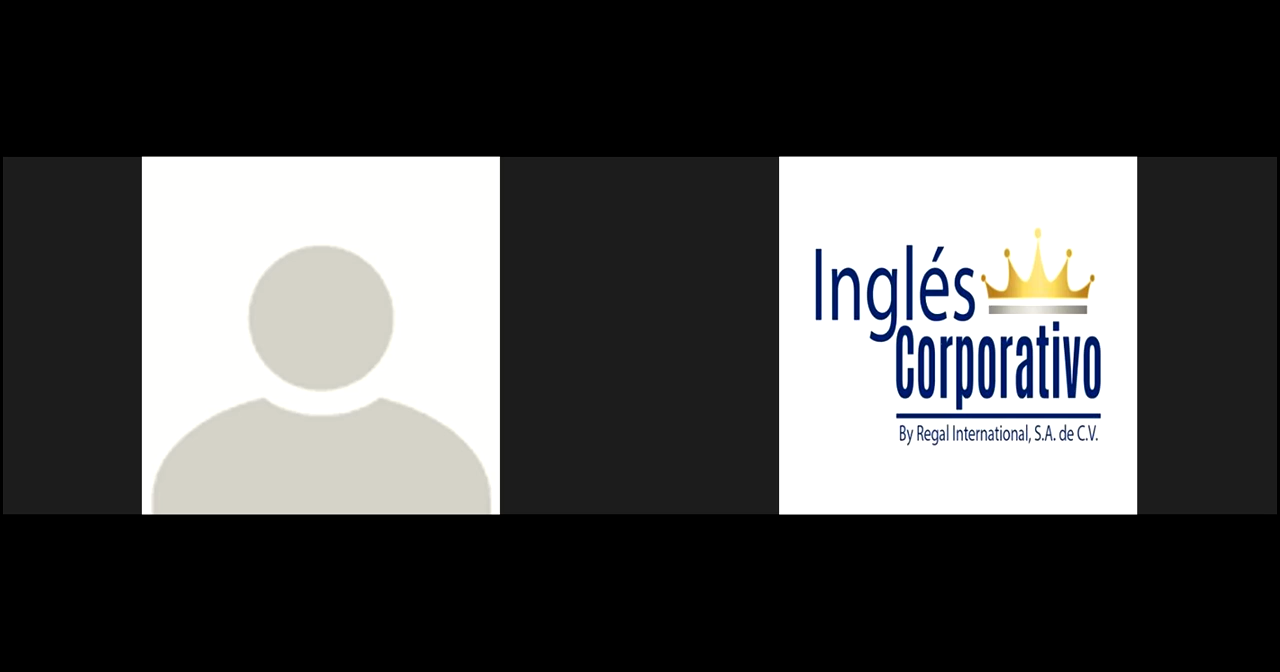 Inglés
Corporativo
By Regal International, S.A. de C.V.